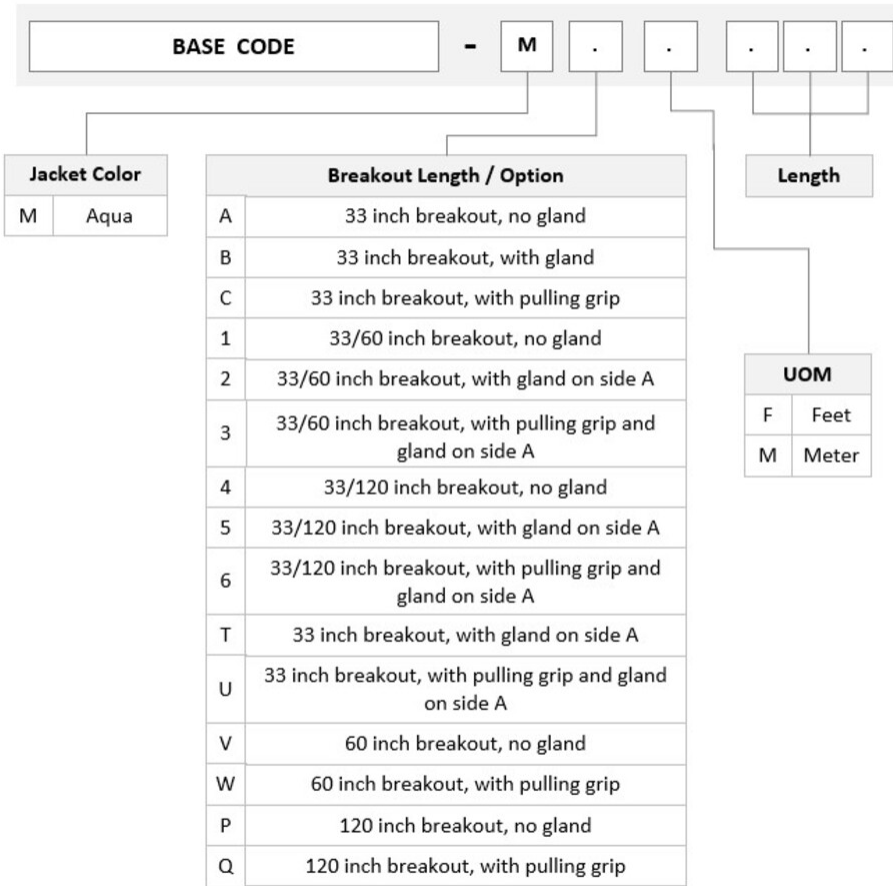 BASE CODE - M . . . . .
Jacket Color
M Aqua
Breakout Length / Option
A 33 inch breakout, no gland
B 33 inch breakout, with gland
C 33 inch breakout, with pulling grip
1 33/60 inch breakout, no gland
2 33/60 inch breakout, with gland on side A
3 33/60 inch breakout, with pulling grip and
gland on side A
4 33/120 inch breakout, no gland
5 33/120 inch breakout, with gland on side A
6 33/120 inch breakout, with pulling grip and
gland on side A
T 33 inch breakout, with gland on side A
U 33 inch breakout, with pulling grip and gland
on side A
V 60 inch breakout, no gland
W 60 inch breakout, with pulling grip
P 120 inch breakout, no gland
Q 120 inch breakout, with pulling grip
Length
UOM
F Feet
M Meter